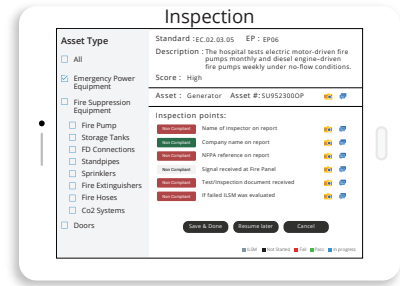 Inspection
Asset Type
All
Emergency Power
Equipment
Fire Suppression
Equipment
Fire Pump
Storage Tanks
FD Connections
Standpipes
Sprinklers
Fire Extinguishers
Fire Hoses
Co2 Systems
Doors
Standard : EC.02.03.05 EP : EP06
Description : The hospital tests electric motor-driven fire
pumps monthly and diesel engine-driven
fire pumps weekly under no-flow conditions.
Score : High
Asset : Generator Asset #: SU952300OP
Inspection points:
Non Compliant Name of inspector on report
Non Compliant Company name on report
Non Compliant NFPA reference on report
Non Compliant Signal received at Fire Panel
Non Compliant Test/Inspection document received
Non Compliant If failed iLSM was evaluated
Save & Done Resume later Cancel
iLSM Not Started Fail Pass In progress